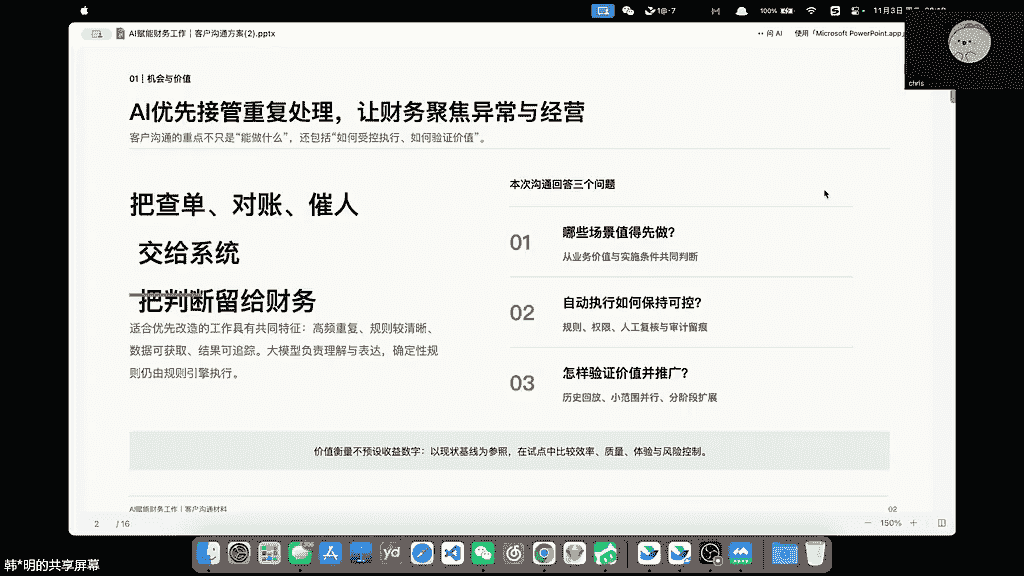 1@·7
100%
11月3日
AI赋能财务工作｜客户沟通方案(2).pptx
问 AI
使用「Microsoft PowerPoint.app」
chris
01 | 机会与价值
AI优先接管重复处理，让财务聚焦异常与经营
客户沟通的重点不只是“能做什么”，还包括“如何受控执行、如何验证价值”。
把查单、对账、催人
交给系统
把判断留给财务
适合优先改造的工作具有共同特征：高频重复、规则较清晰、
数据可获取、结果可追踪。大模型负责理解与表达，确定性规
则仍由规则引擎执行。
本次沟通回答三个问题
01
哪些场景值得先做？
从业务价值与实施条件共同判断
02
自动执行如何保持可控？
规则、权限、人工复核与审计留痕
03
怎样验证价值并推广？
历史回放、小范围并行、分阶段扩展
价值衡量不预设收益数字：以现状基线为参照，在试点中比较效率、质量、体验与风险控制。
AI赋能财务工作｜客户沟通材料
02
2 / 16
150%
yd
韩*明的共享屏幕